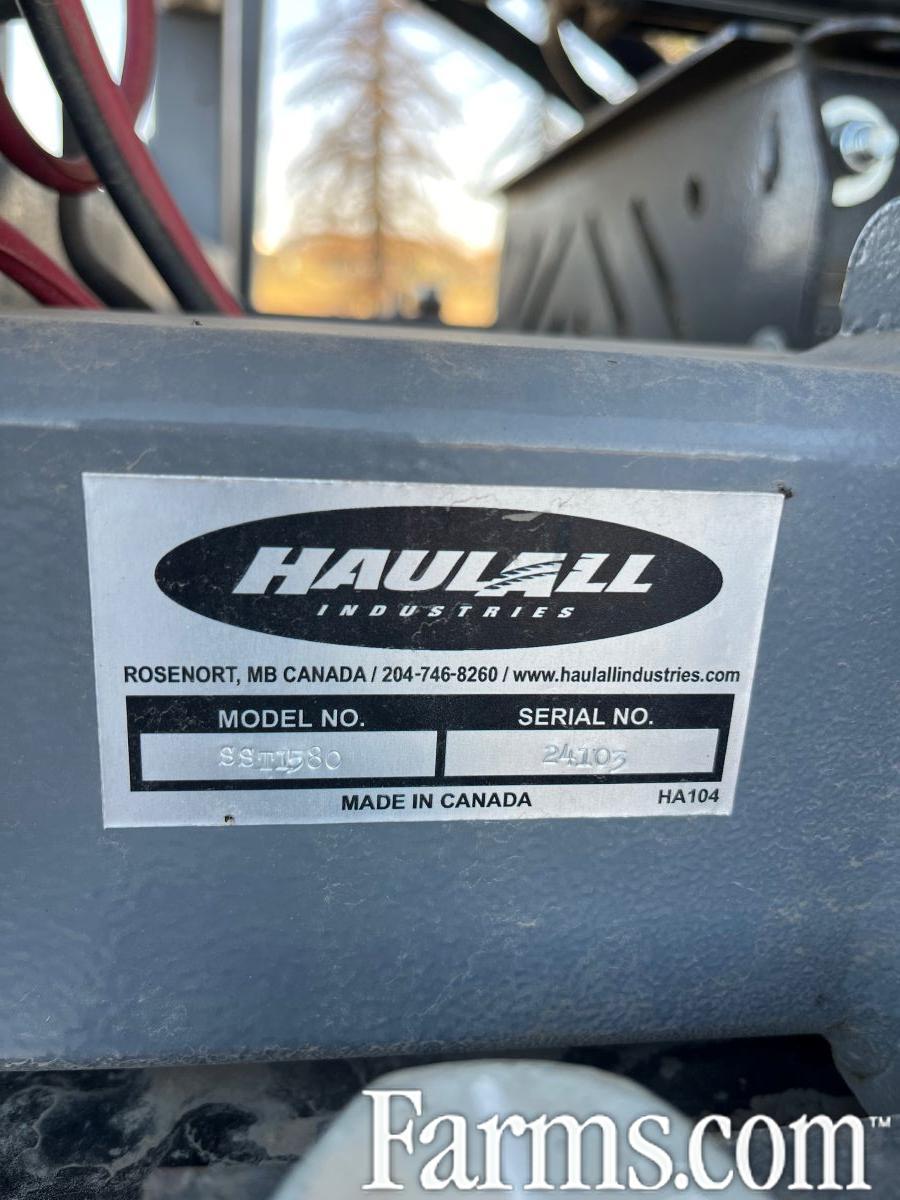 HAULALL
INDUSTRIES
ROSENORT, MB CANADA / 204-746-8260 / www.haulallindustries.com
MODEL NO. SERIAL NO.
SST1580 24103
MADE IN CANADA HA104
Farms.com™